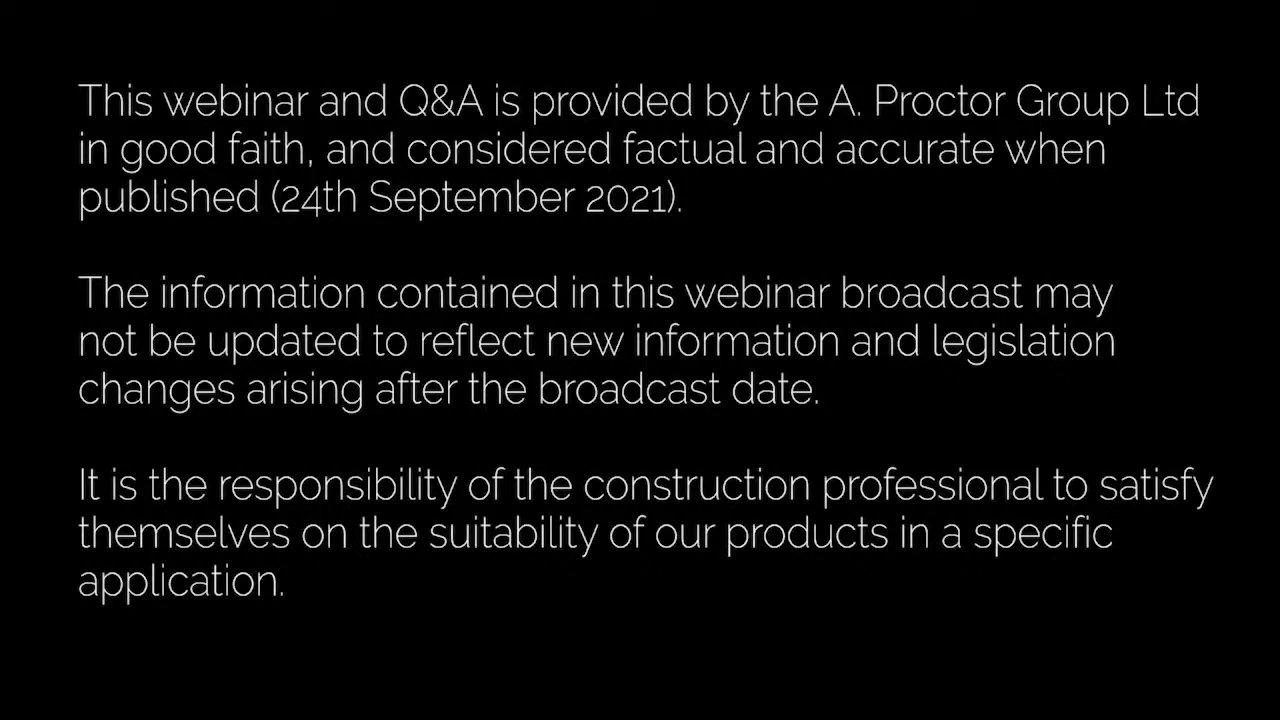 This webinar and Q&A is provided by the A. Proctor Group Ltd
in good faith, and considered factual and accurate when
published (24th September 2021).
The information contained in this webinar broadcast may
not be updated to reflect new information and legislation
changes arising after the broadcast date.
It is the responsibility of the construction professional to satisfy
themselves on the suitability of our products in a specific
application.